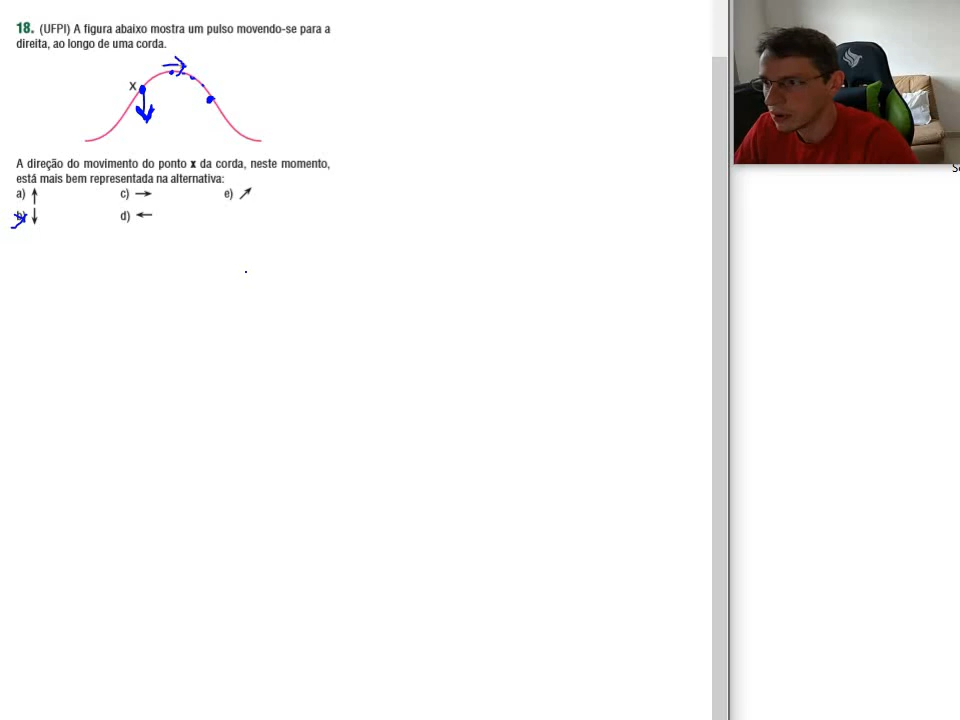 18. (UFPI) A figura abaixo mostra um pulso movendo-se para a
direita, ao longo de uma corda.
x
A direção do movimento do ponto x da corda, neste momento,
está mais bem representada na alternativa:
a) ↑ c) → e) ↗
b) ↓ d) ←